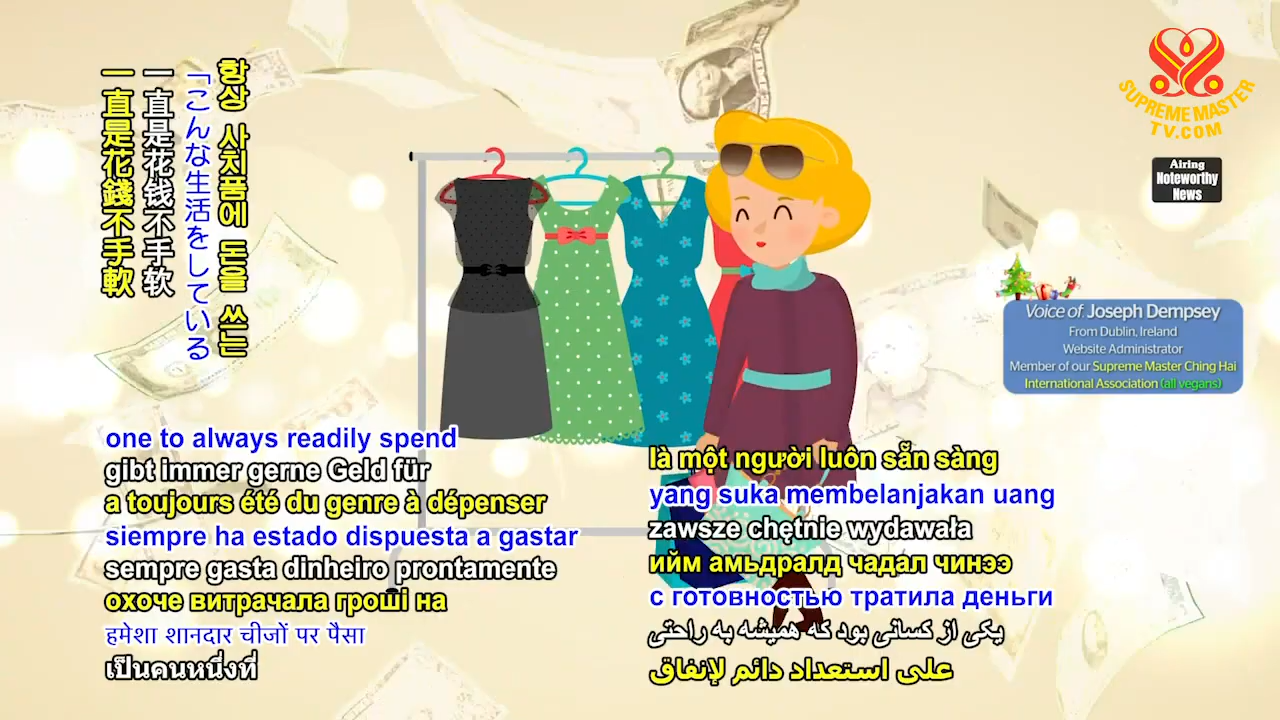 항상 사치품에 돈을 쓰는
「こんな生活をしている
一直是花钱不手软
一直是花錢不手軟
SUPREME MASTER
TV.COM
Airing
Noteworthy
News
Voice of Joseph Dempsey
From Dublin, Ireland
Website Administrator
Member of our Supreme Master Ching Hai
International Association (all vegans)
one to always readily spend
gibt immer gerne Geld für
a toujours été du genre à dépenser
siempre ha estado dispuesta a gastar
sempre gasta dinheiro prontamente
охоче витрачала гроші на
हमेशा शानदार चीजों पर पैसा
เป็นคนหนึ่งที่
là một người luôn sẵn sàng
yang suka membelanjakan uang
zawsze chętnie wydawała
ийм амьдралд чадал чинээ
с готовностью тратила деньги
یکی از کسانی بود که همیشه به راحتی
على استعداد دائم لإنفاق